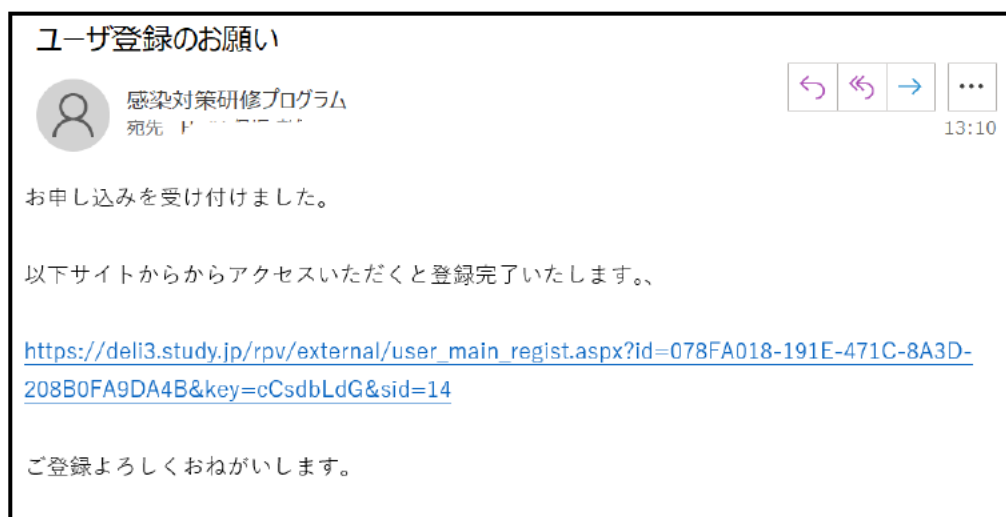 ユーザ登録のお願い
感染対策研修プログラム
宛先
13:10
お申し込みを受け付けました。
以下サイトからからアクセスいただくと登録完了いたします。、
https://deli3.study.jp/rpv/external/user_main_regist.aspx?id=078FA018-191E-471C-8A3D-
208B0FA9DA4B&key=cCsdbLdG&sid=14
ご登録よろしくおねがいします。